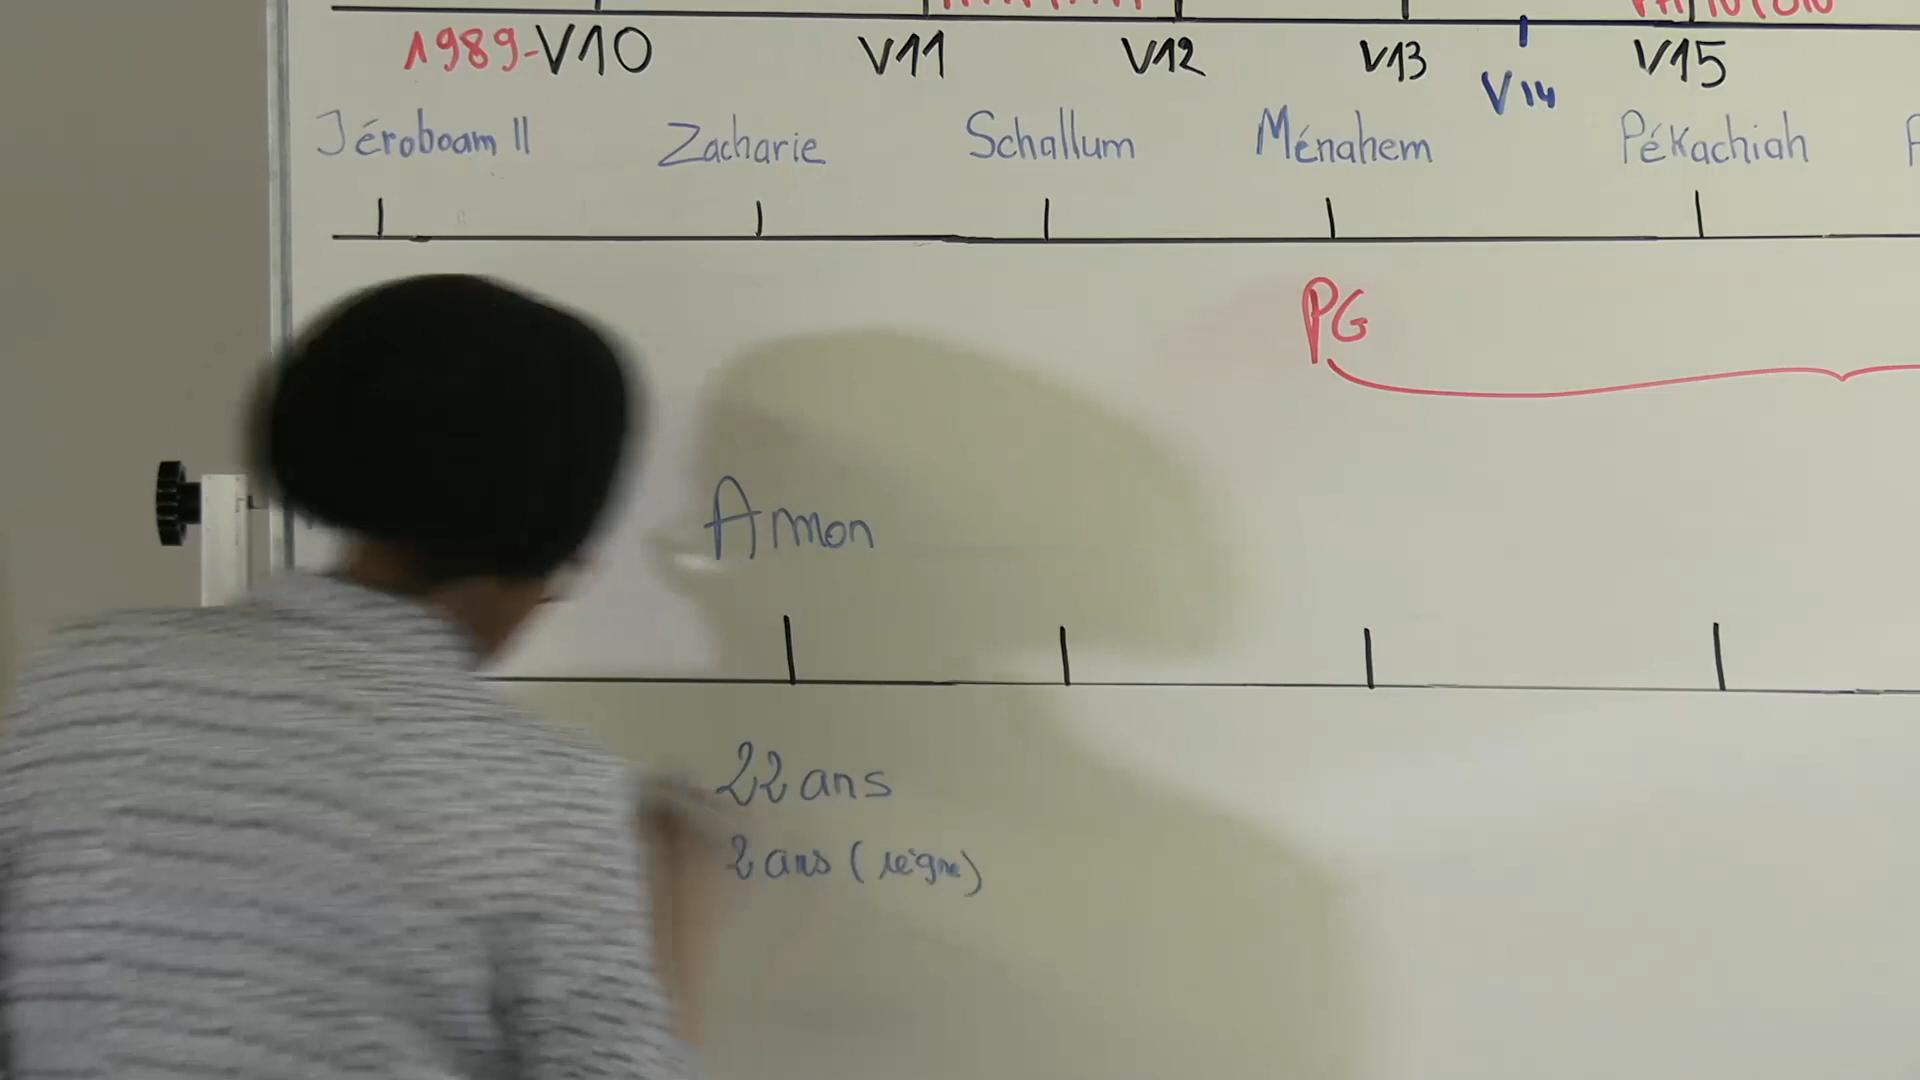 1989-V10 V11 V12 V13 V14 V15
Jéroboam II Zacharie Schallum Ménahem Pékachiah
PG
Amon
22 ans
2 ans (règne)